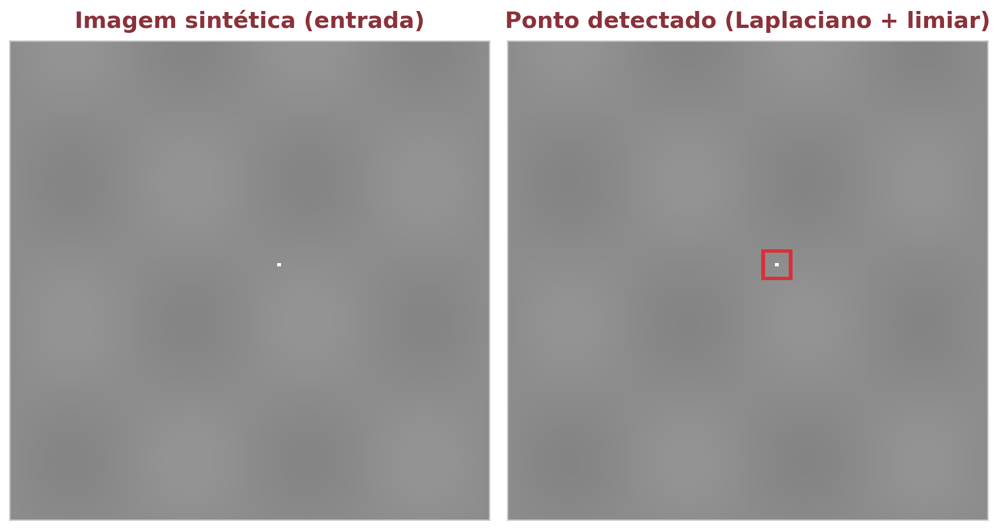 Imagem sintética (entrada)
Ponto detectado (Laplaciano + limiar)